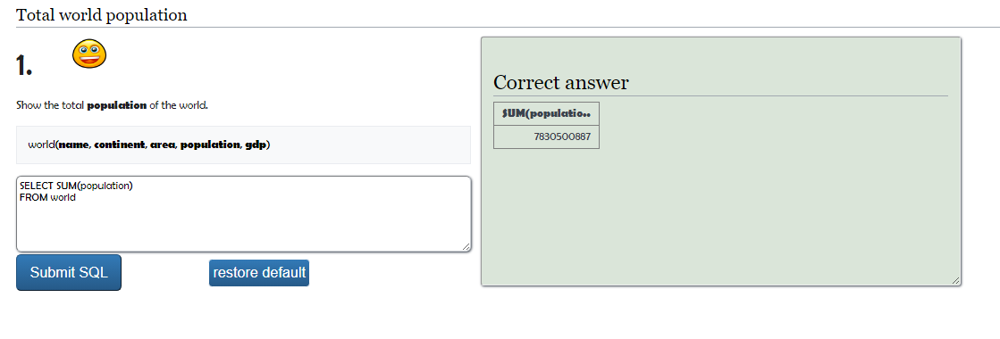 Total world population
1.
Show the total population of the world.
world(name, continent, area, population, gdp)
SELECT SUM(population)
FROM world
Submit SQL
restore default
Correct answer
SUM(populatio..
7830500887